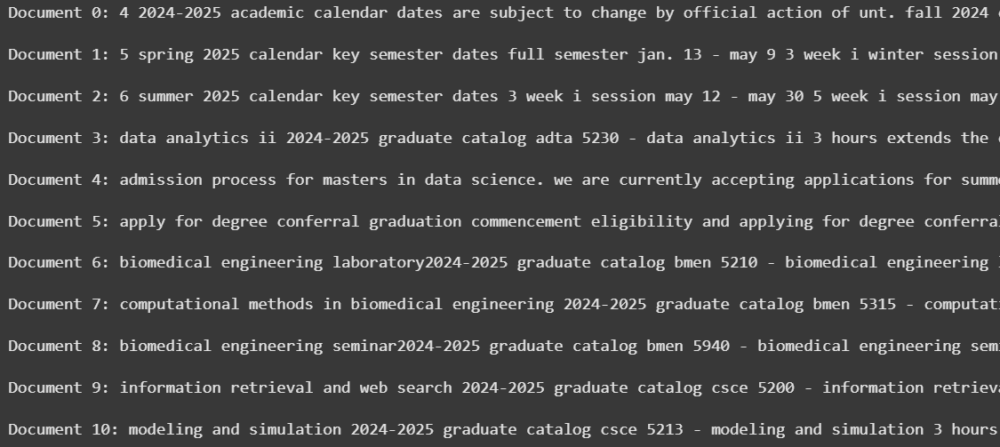 Document 0: 4 2024-2025 academic calendar dates are subject to change by official action of unt. fall 2024
Document 1: 5 spring 2025 calendar key semester dates full semester jan. 13 - may 9 3 week i winter session
Document 2: 6 summer 2025 calendar key semester dates 3 week i session may 12 - may 30 5 week i session may
Document 3: data analytics ii 2024-2025 graduate catalog adta 5230 - data analytics ii 3 hours extends the
Document 4: admission process for masters in data science. we are currently accepting applications for summ
Document 5: apply for degree conferral graduation commencement eligibility and applying for degree conferral
Document 6: biomedical engineering laboratory2024-2025 graduate catalog bmen 5210 - biomedical engineering
Document 7: computational methods in biomedical engineering 2024-2025 graduate catalog bmen 5315 - computati
Document 8: biomedical engineering seminar2024-2025 graduate catalog bmen 5940 - biomedical engineering sem
Document 9: information retrieval and web search 2024-2025 graduate catalog csce 5200 - information retriev
Document 10: modeling and simulation 2024-2025 graduate catalog csce 5213 - modeling and simulation 3 hours